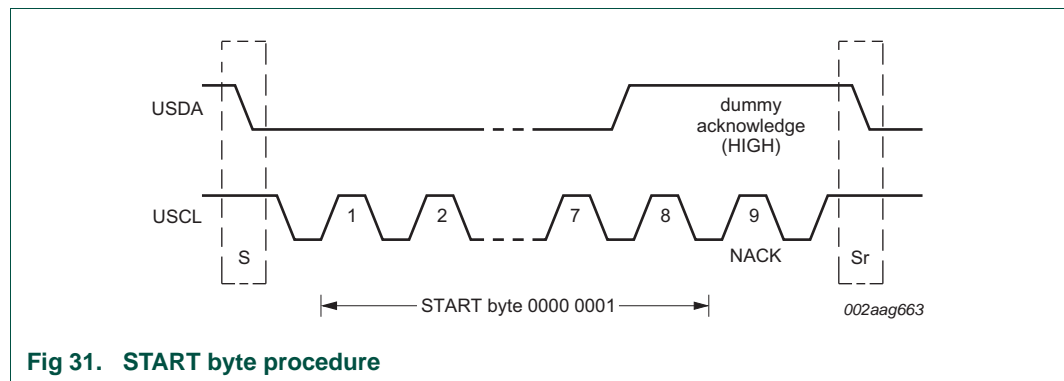 USDA
dummy
acknowledge
(HIGH)
USCL
1
2
7
8
9
S
NACK
Sr
START byte 0000 0001
002aag663
Fig 31. START byte procedure